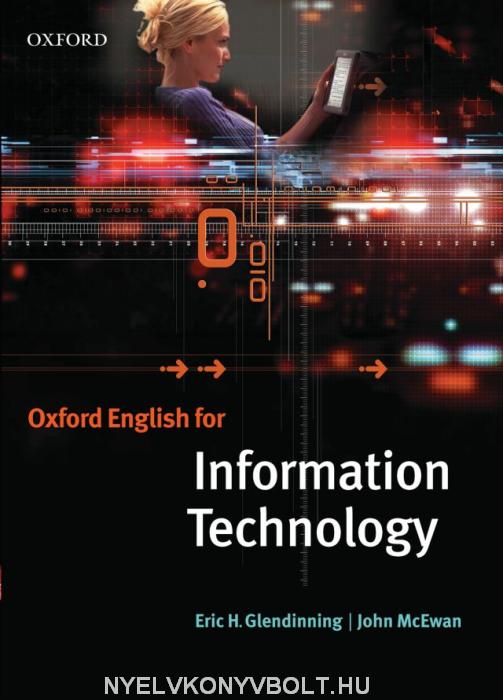 OXFORD
Oxford English for
Information
Technology
Eric H. Glendinning | John McEwan
NYELVKONYVBOLT.HU